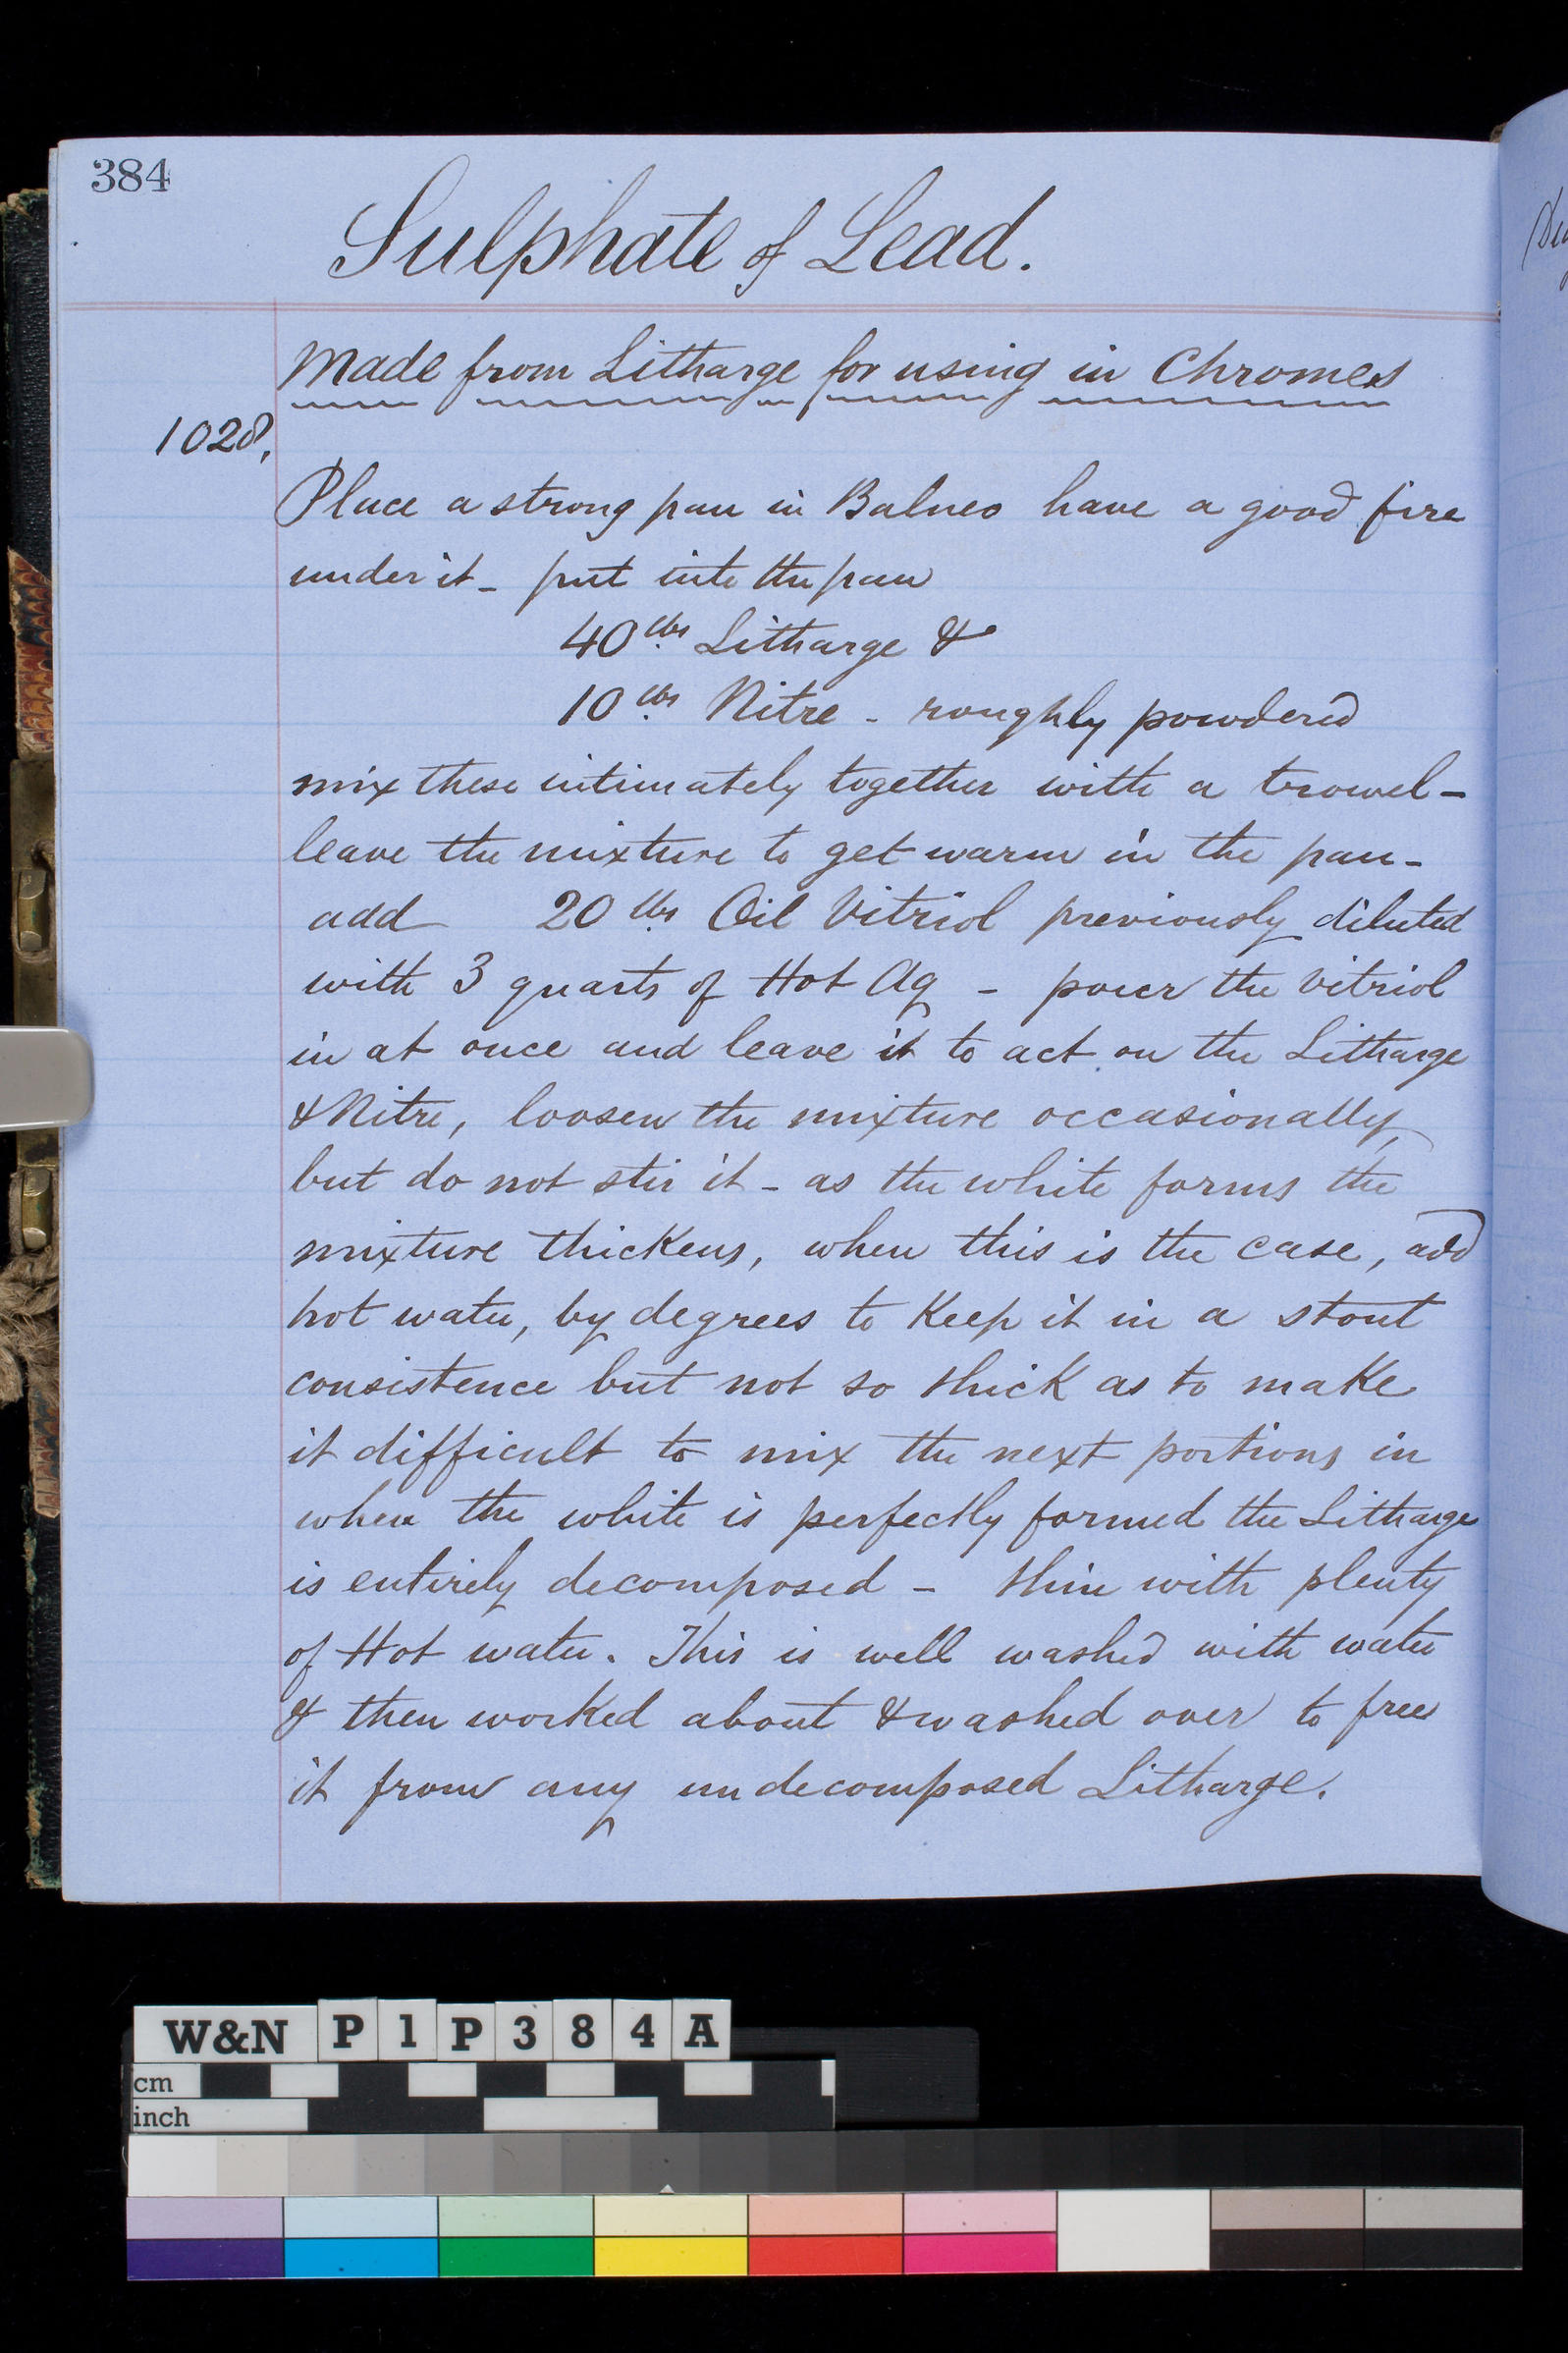 384
Sulphate of Lead.
Made from Litharge for using in Chromes
1028.
Place a strong pan in Balneo have a good fire
under it - put into the pan
40 lbs Litharge &
10 lbs Nitre - roughly powdered
mix these intimately together with a trowel -
leave the mixture to get warm in the pan -
add 20 lbs Oil Vitriol previously diluted
with 3 quarts of Hot Aq - pour the Vitriol
in at once and leave it to act on the Litharge
& Nitre, loosen the mixture occasionally,
but do not stir it - as the white forms the
mixture thickens, when this is the case, add
hot water, by degrees to Keep it in a stout
consistence but not so thick as to make
it difficult to mix the next portions in
when the white is perfectly formed the Litharge
is entirely decomposed - thin with plenty
of Hot water. This is well washed with water
& then worked about & washed over to free
it from any undecomposed Litharge.
W&N P1P384A
cm
inch